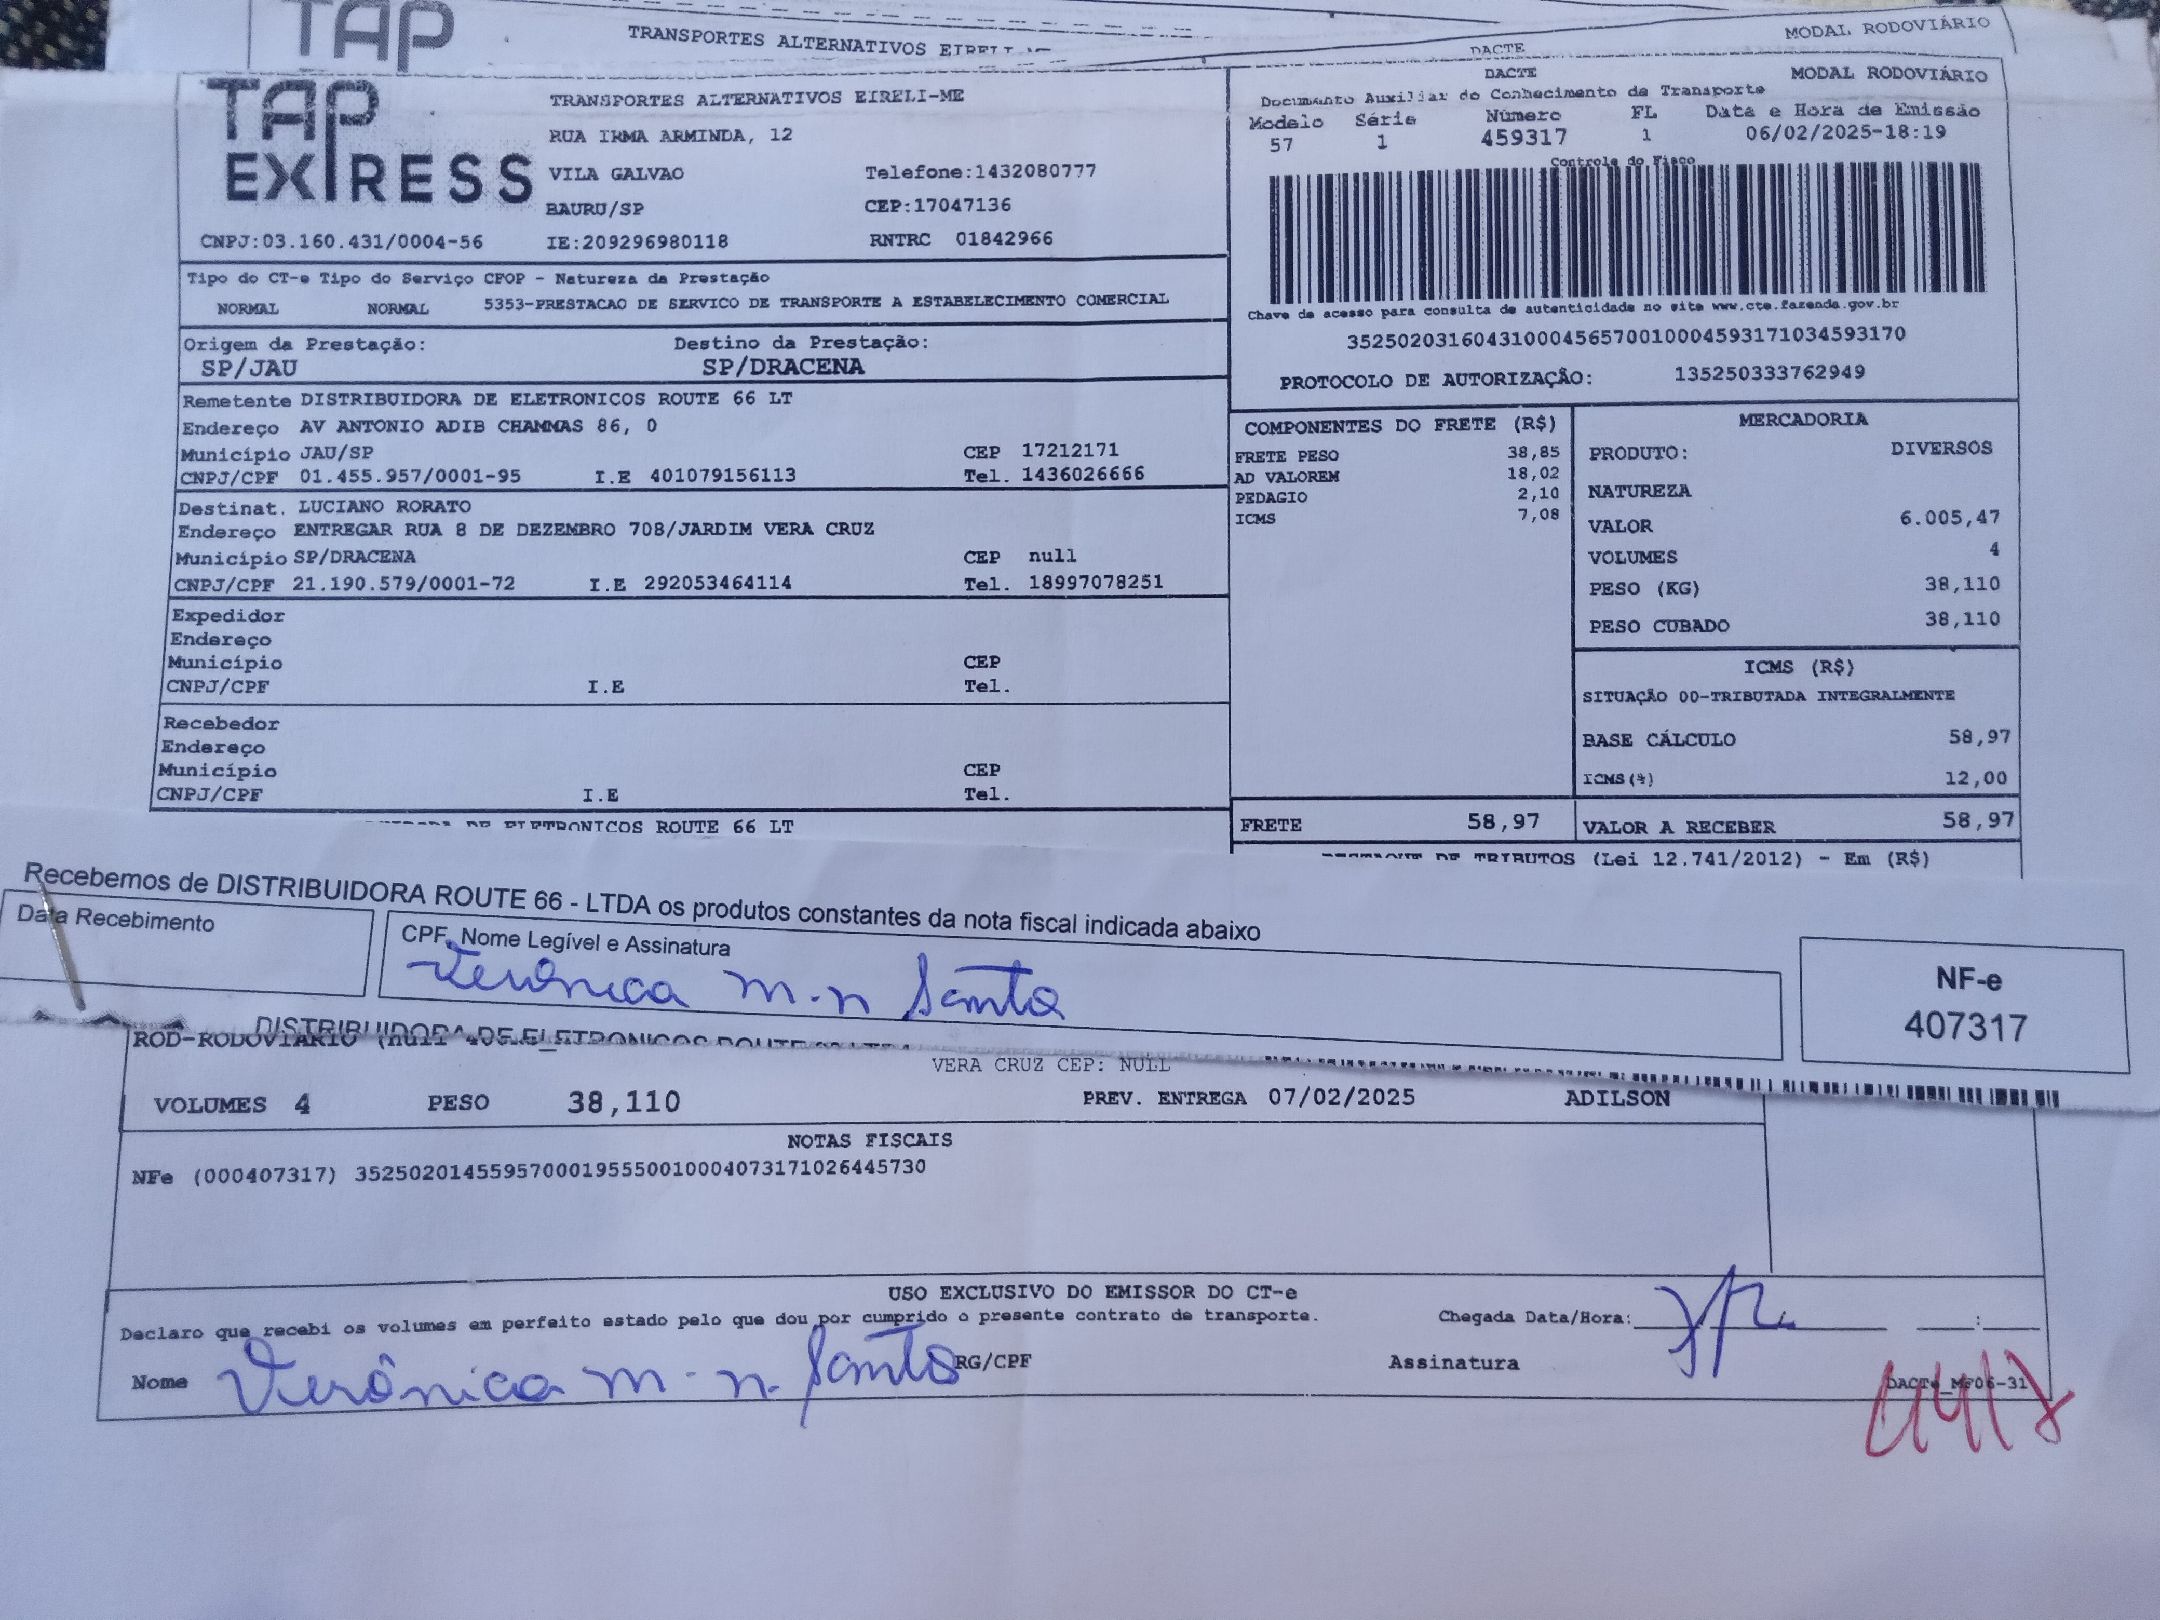 TAP
TRANSPORTES ALTERNATIVOS EIRELI-ME
DACTE
MODAL RODOVIÁRIO
TAP EXPRESS
TRANSPORTES ALTERNATIVOS EIRELI-ME
RUA IRMA ARMINDA, 12
VILA GALVAO Telefone:1432080777
BAURU/SP CEP:17047136
CNPJ:03.160.431/0004-56 IE:209296980118 RNTRC 01842966
DACTE MODAL RODOVIÁRIO
Documento Auxiliar do Conhecimento de Transporte
Modelo Série Número FL Data e Hora de Emissão
57 1 459317 1 06/02/2025-18:19
Controle do Fisco
Chave de acesso para consulta de autenticidade no site www.cte.fazenda.gov.br
35250203160431000456570010004593171034593170
PROTOCOLO DE AUTORIZAÇÃO: 135250333762949
Tipo do CT-e Tipo do Serviço CFOP - Natureza da Prestação
NORMAL NORMAL 5353-PRESTACAO DE SERVICO DE TRANSPORTE A ESTABELECIMENTO COMERCIAL
Origem da Prestação: Destino da Prestação:
SP/JAU SP/DRACENA
Remetente DISTRIBUIDORA DE ELETRONICOS ROUTE 66 LT
Endereço AV ANTONIO ADIB CHAMMAS 86, 0
Município JAU/SP CEP 17212171
CNPJ/CPF 01.455.957/0001-95 I.E 401079156113 Tel. 1436026666
Destinat. LUCIANO RORATO
Endereço ENTREGAR RUA 8 DE DEZEMBRO 708/JARDIM VERA CRUZ
Município SP/DRACENA CEP null
CNPJ/CPF 21.190.579/0001-72 I.E 292053464114 Tel. 18997078251
Expedidor
Endereço
Município CEP
CNPJ/CPF I.E Tel.
Recebedor
Endereço
Município CEP
CNPJ/CPF I.E Tel.
DE ELETRONICOS ROUTE 66 LT
COMPONENTES DO FRETE (R$)
FRETE PESO 38,85
AD VALOREM 18,02
PEDAGIO 2,10
ICMS 7,08
MERCADORIA
PRODUTO: DIVERSOS
NATUREZA
VALOR 6.005,47
VOLUMES 4
PESO (KG) 38,110
PESO CUBADO 38,110
ICMS (R$)
SITUAÇÃO 00-TRIBUTADA INTEGRALMENTE
BASE CÁLCULO 58,97
ICMS(%) 12,00
FRETE 58,97 VALOR A RECEBER 58,97
DE TRIBUTOS (Lei 12.741/2012) - Em (R$)
Recebemos de DISTRIBUIDORA ROUTE 66 - LTDA os produtos constantes da nota fiscal indicada abaixo
Data Recebimento
CPF, Nome Legível e Assinatura
Verônica m.n Santo
NF-e
407317
DISTRIBUIDORA DE ELETRONICOS ROUTE
ROD-RODOVIARIO (null
VERA CRUZ CEP: NULL
VOLUMES 4 PESO 38,110 PREV. ENTREGA 07/02/2025 ADILSON
NOTAS FISCAIS
NFe (000407317) 35250201455957000195550010004073171026445730
USO EXCLUSIVO DO EMISSOR DO CT-e
Declaro que recebi os volumes em perfeito estado pelo que dou por cumprido o presente contrato de transporte.
Chegada Data/Hora: :
Nome Verônica m.n. Santo RG/CPF Assinatura